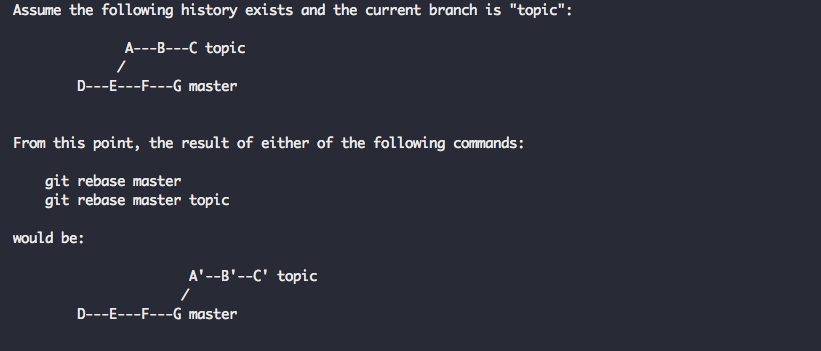 Assume the following history exists and the current branch is "topic":
A---B---C topic
/
D---E---F---G master
From this point, the result of either of the following commands:
git rebase master
git rebase master topic
would be:
A'--B'--C' topic
/
D---E---F---G master